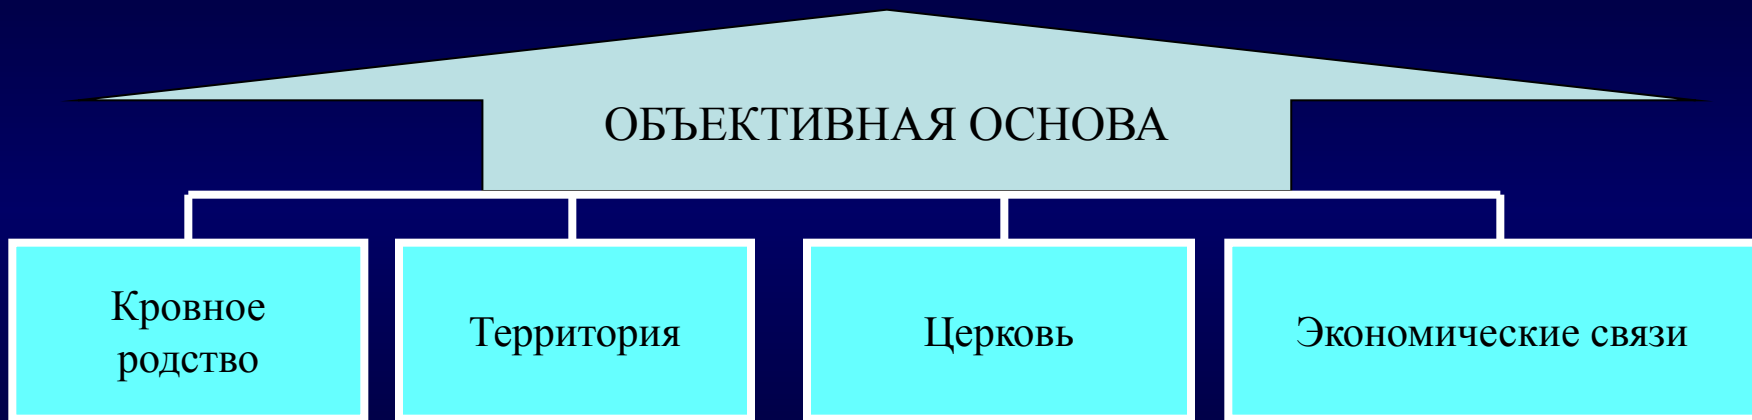 ОБЪЕКТИВНАЯ ОСНОВА
Кровное
родство
Территория
Церковь
Экономические связи